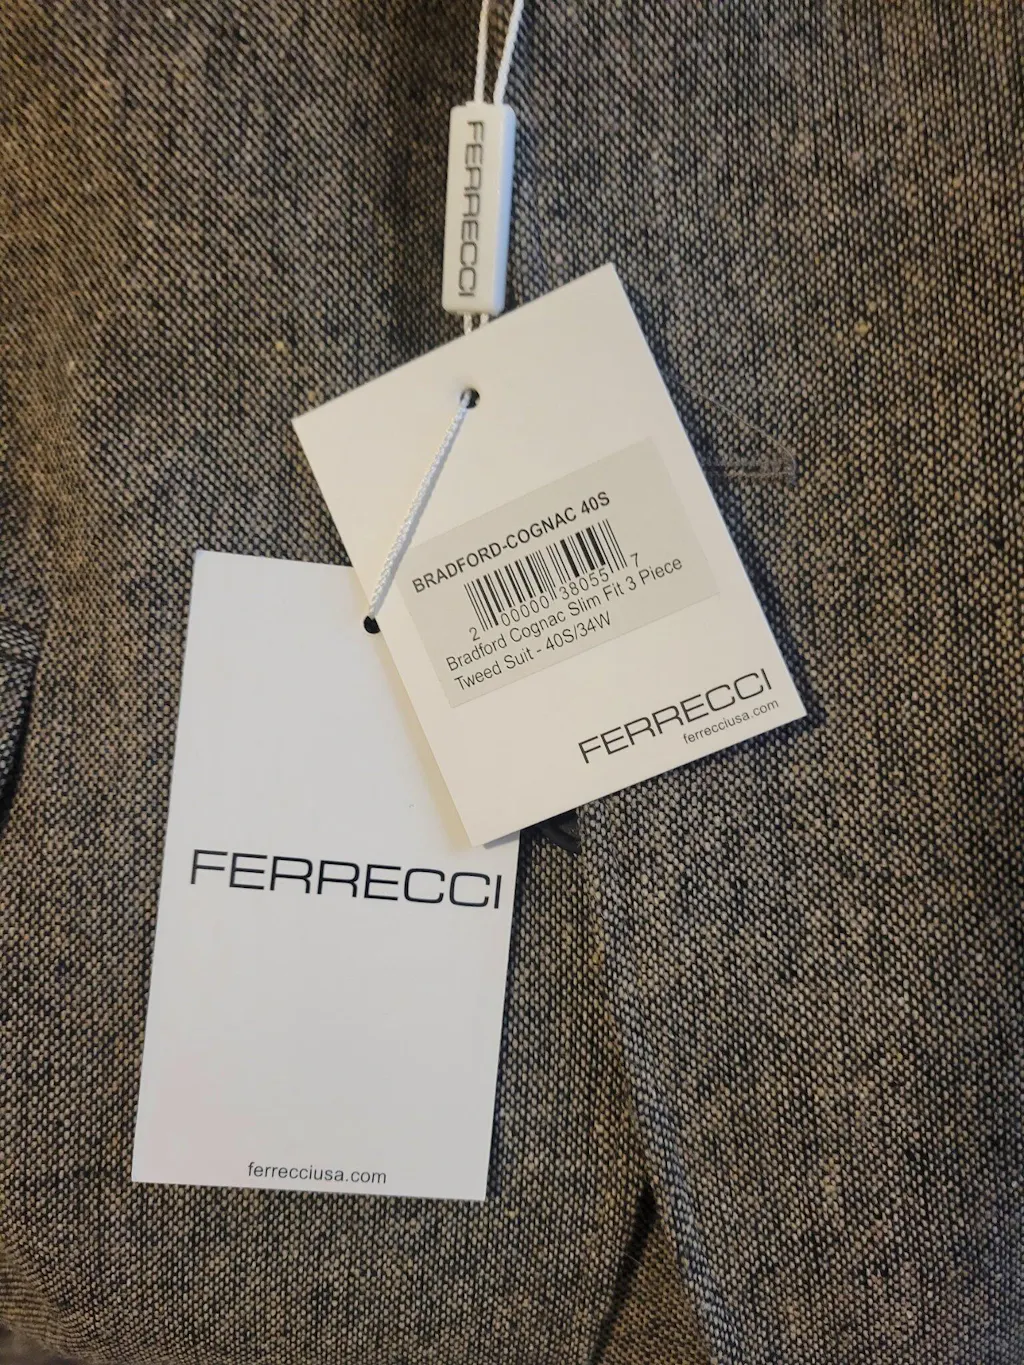 FERRECCI
BRADFORD-COGNAC 40S
2 00000 38055 7
Bradford Cognac Slim Fit 3 Piece
Tweed Suit - 40S/34W
FERRECCI
ferrecciusa.com
FERRECCI
ferrecciusa.com